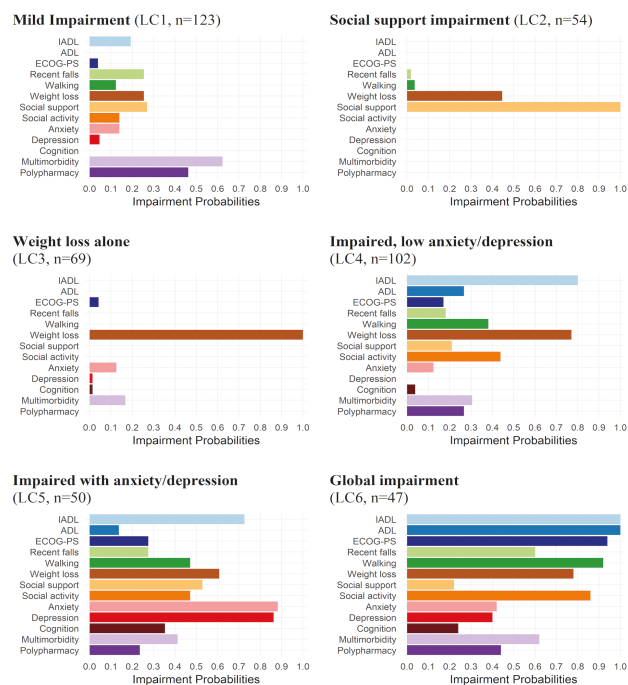 Mild Impairment (LC1, n=123)
IADL
ADL
ECOG-PS
Recent falls
Walking
Weight loss
Social support
Social activity
Anxiety
Depression
Cognition
Multimorbidity
Polypharmacy
0.0 0.1 0.2 0.3 0.4 0.5 0.6 0.7 0.8 0.9 1.0
Impairment Probabilities
Social support impairment (LC2, n=54)
IADL
ADL
ECOG-PS
Recent falls
Walking
Weight loss
Social support
Social activity
Anxiety
Depression
Cognition
Multimorbidity
Polypharmacy
0.0 0.1 0.2 0.3 0.4 0.5 0.6 0.7 0.8 0.9 1.0
Impairment Probabilities
Weight loss alone
(LC3, n=69)
IADL
ADL
ECOG-PS
Recent falls
Walking
Weight loss
Social support
Social activity
Anxiety
Depression
Cognition
Multimorbidity
Polypharmacy
0.0 0.1 0.2 0.3 0.4 0.5 0.6 0.7 0.8 0.9 1.0
Impairment Probabilities
Impaired, low anxiety/depression
(LC4, n=102)
IADL
ADL
ECOG-PS
Recent falls
Walking
Weight loss
Social support
Social activity
Anxiety
Depression
Cognition
Multimorbidity
Polypharmacy
0.0 0.1 0.2 0.3 0.4 0.5 0.6 0.7 0.8 0.9 1.0
Impairment Probabilities
Impaired with anxiety/depression
(LC5, n=50)
IADL
ADL
ECOG-PS
Recent falls
Walking
Weight loss
Social support
Social activity
Anxiety
Depression
Cognition
Multimorbidity
Polypharmacy
0.0 0.1 0.2 0.3 0.4 0.5 0.6 0.7 0.8 0.9 1.0
Impairment Probabilities
Global impairment
(LC6, n=47)
IADL
ADL
ECOG-PS
Recent falls
Walking
Weight loss
Social support
Social activity
Anxiety
Depression
Cognition
Multimorbidity
Polypharmacy
0.0 0.1 0.2 0.3 0.4 0.5 0.6 0.7 0.8 0.9 1.0
Impairment Probabilities